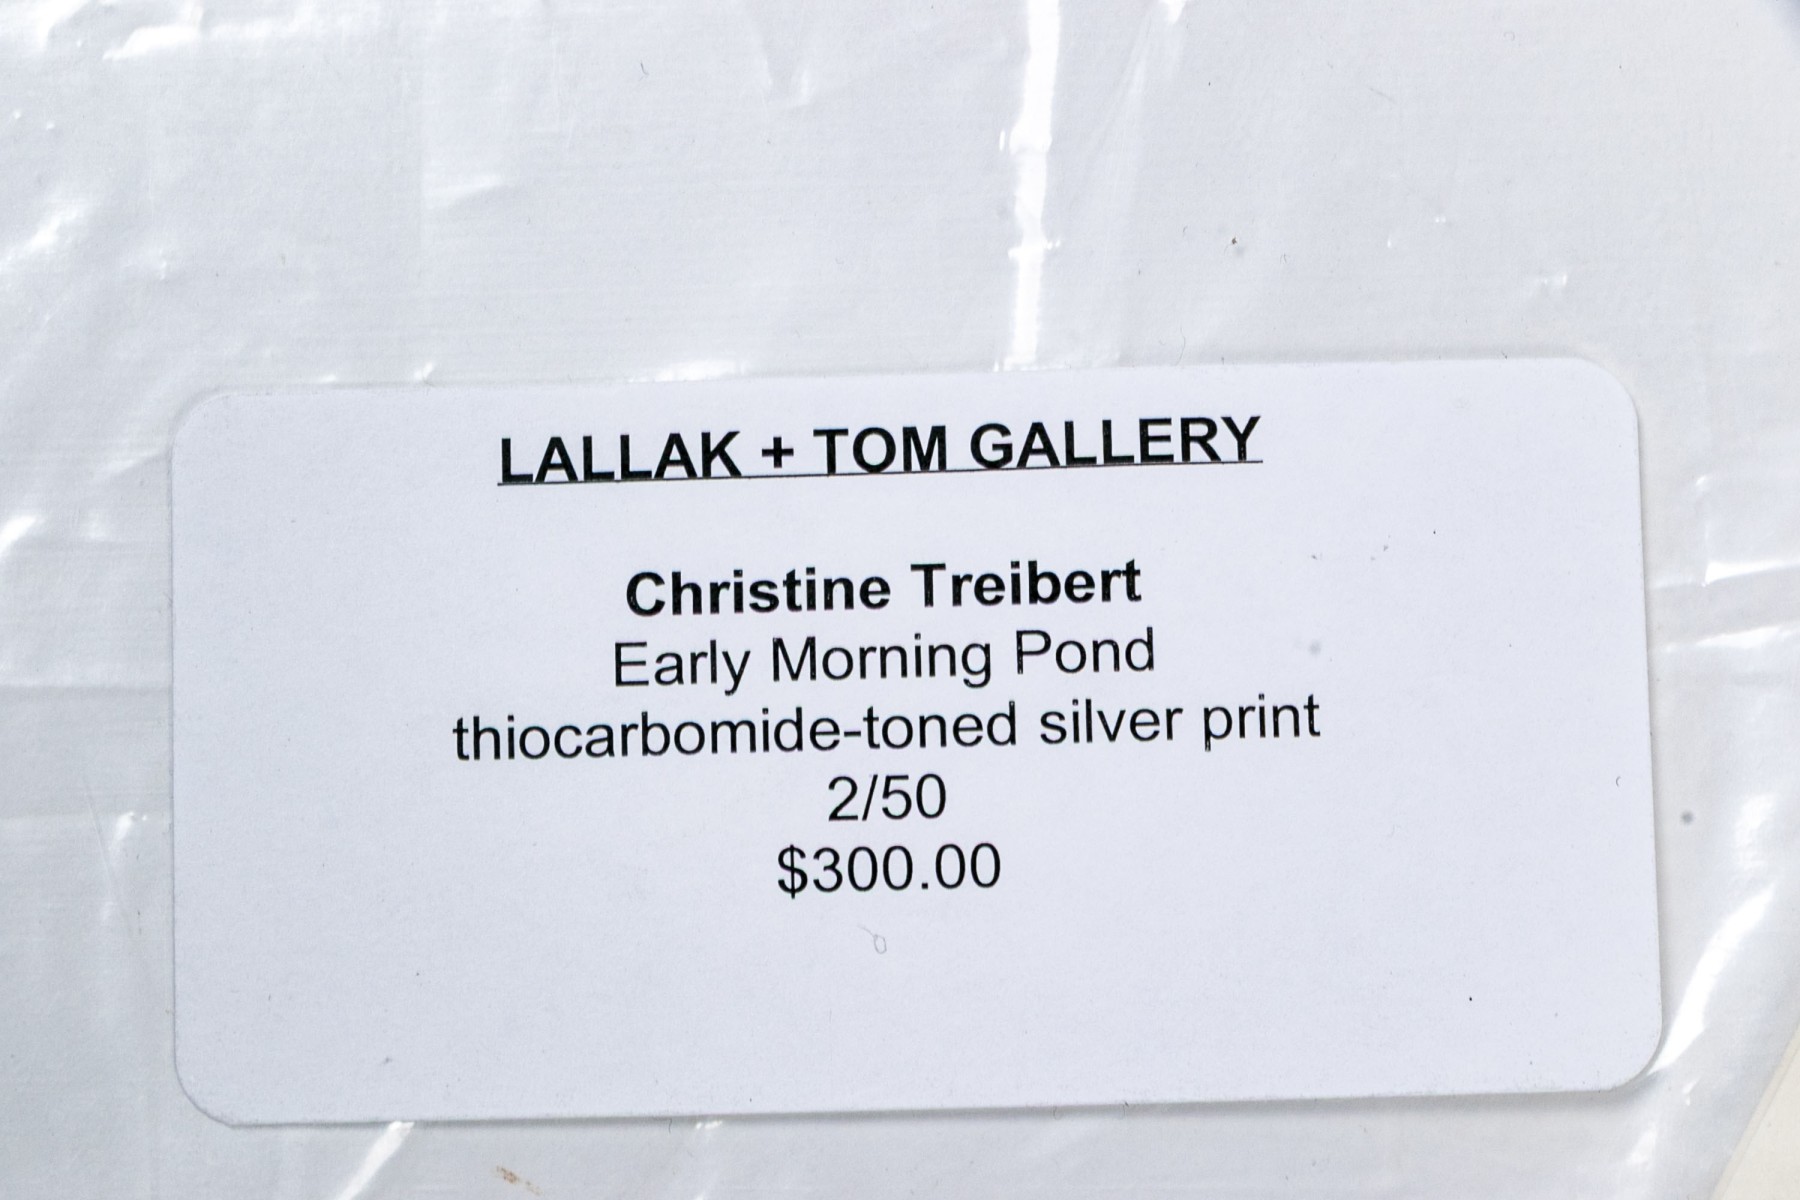 LALLAK + TOM GALLERY
Christine Treibert
Early Morning Pond
thiocarbomide-toned silver print
2/50
$300.00